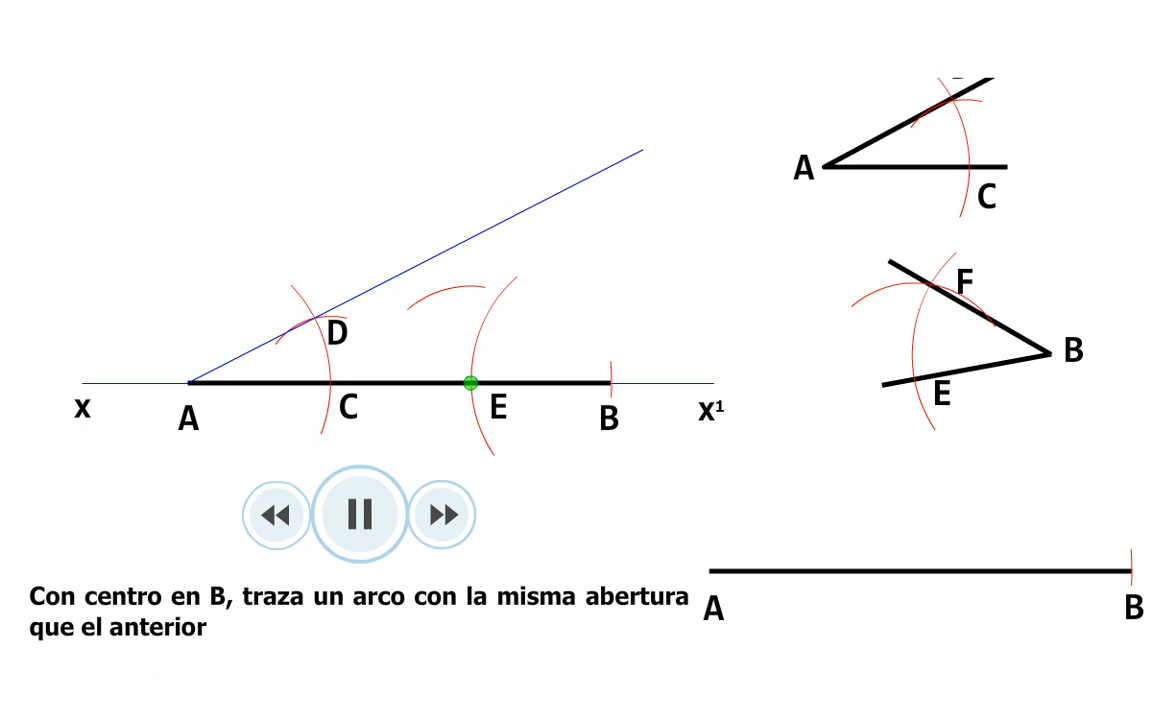 A
C
F
B
E
D
X
A
C
E
B
X¹
Con centro en B, traza un arco con la misma abertura
que el anterior
A
B